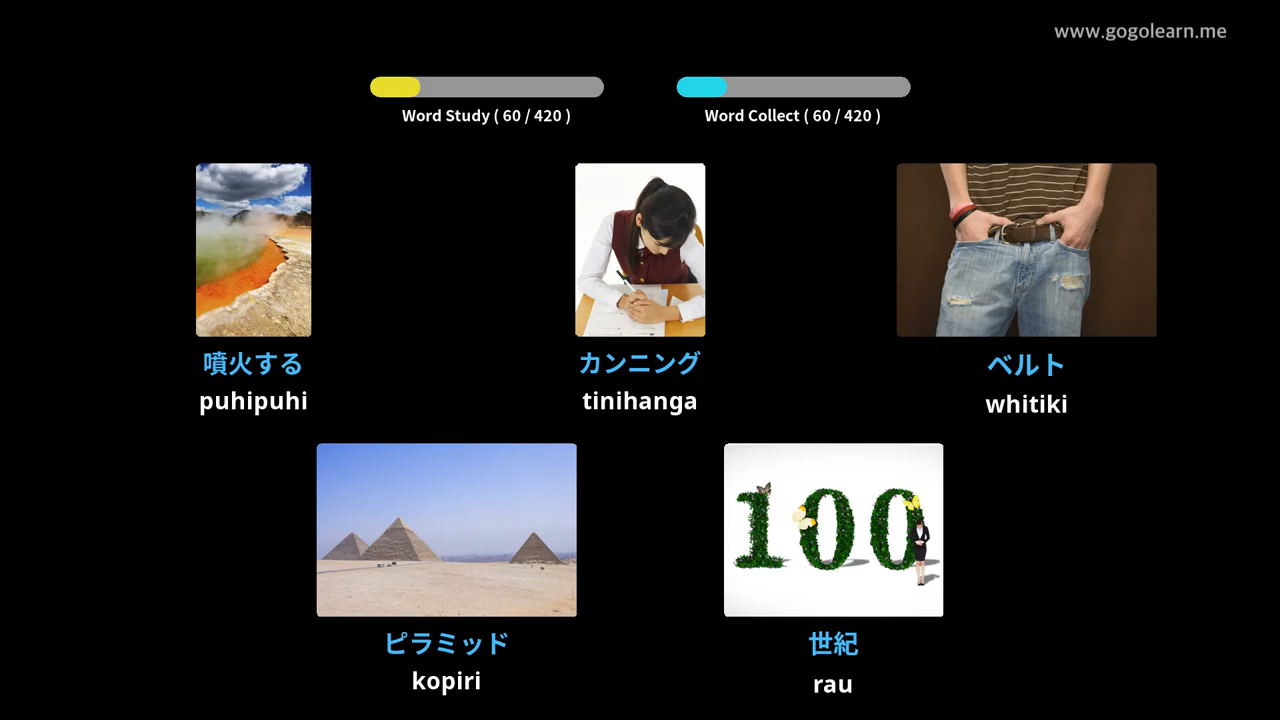 www.gogolearn.me
Word Study ( 60 / 420 )
Word Collect ( 60 / 420 )
噴火する
puhipuhi
カンニング
tinihanga
ベルト
whitiki
ピラミッド
kopiri
世紀
rau